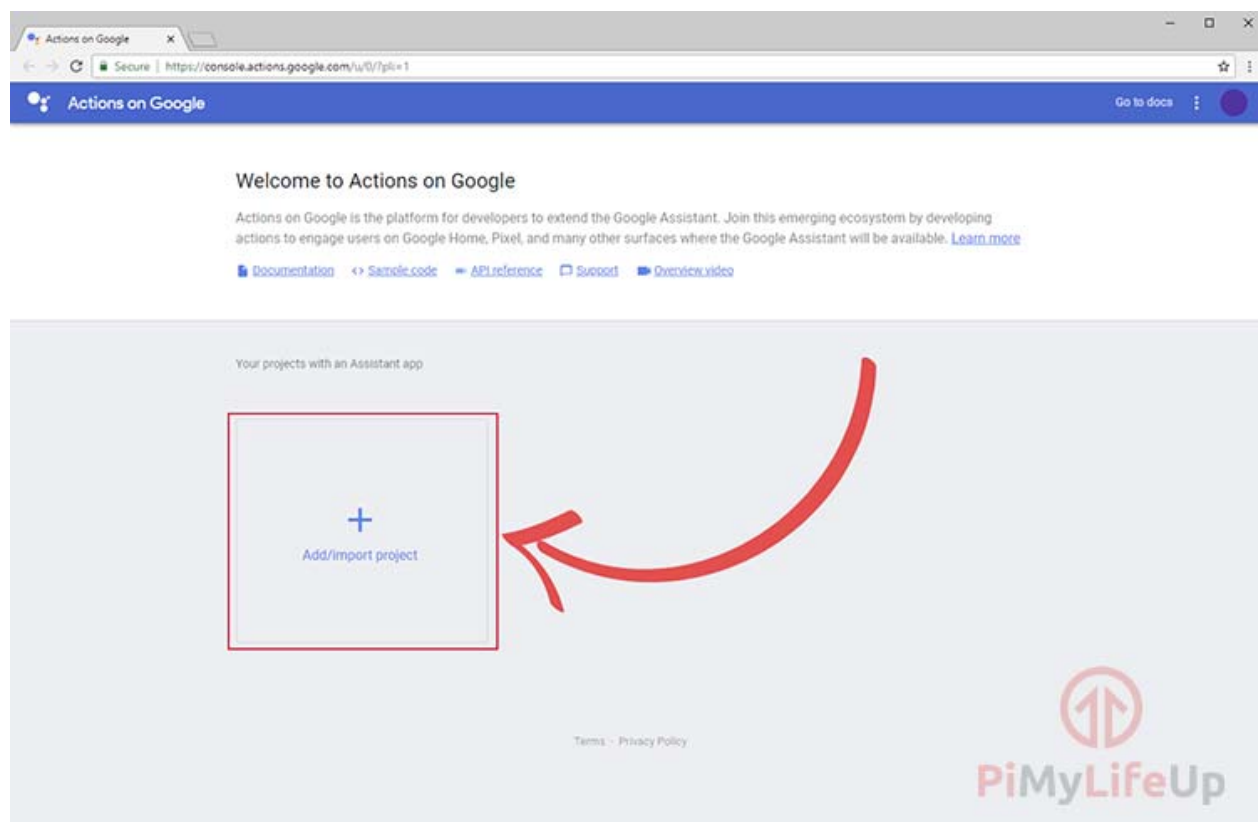 Actions on Google
Secure | https://console.actions.google.com/u/0/?pli=1
Actions on Google
Go to docs
Welcome to Actions on Google
Actions on Google is the platform for developers to extend the Google Assistant. Join this emerging ecosystem by developing
actions to engage users on Google Home, Pixel, and many other surfaces where the Google Assistant will be available. Learn more
Documentation <> Sample code API reference Support Overview video
Your projects with an Assistant app
+
Add/import project
Terms - Privacy Policy
PiMyLifeUp